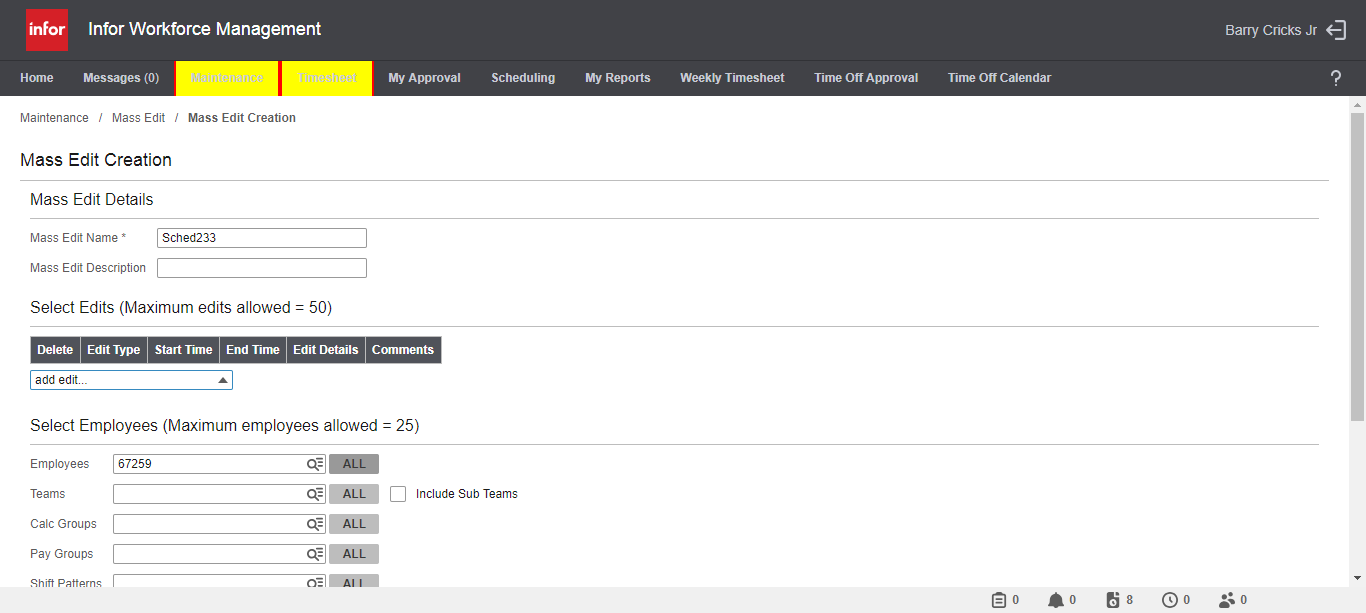 infor Infor Workforce Management Barry Cricks Jr
Home Messages (0) Maintenance Timesheet My Approval Scheduling My Reports Weekly Timesheet Time Off Approval Time Off Calendar ?
Maintenance / Mass Edit / Mass Edit Creation
Mass Edit Creation
Mass Edit Details
Mass Edit Name * Sched233
Mass Edit Description
Select Edits (Maximum edits allowed = 50)
Delete Edit Type Start Time End Time Edit Details Comments
add edit...
Select Employees (Maximum employees allowed = 25)
Employees 67259 ALL
Teams ALL Include Sub Teams
Calc Groups ALL
Pay Groups ALL
Shift Patterns ALL
0 0 8 0 0